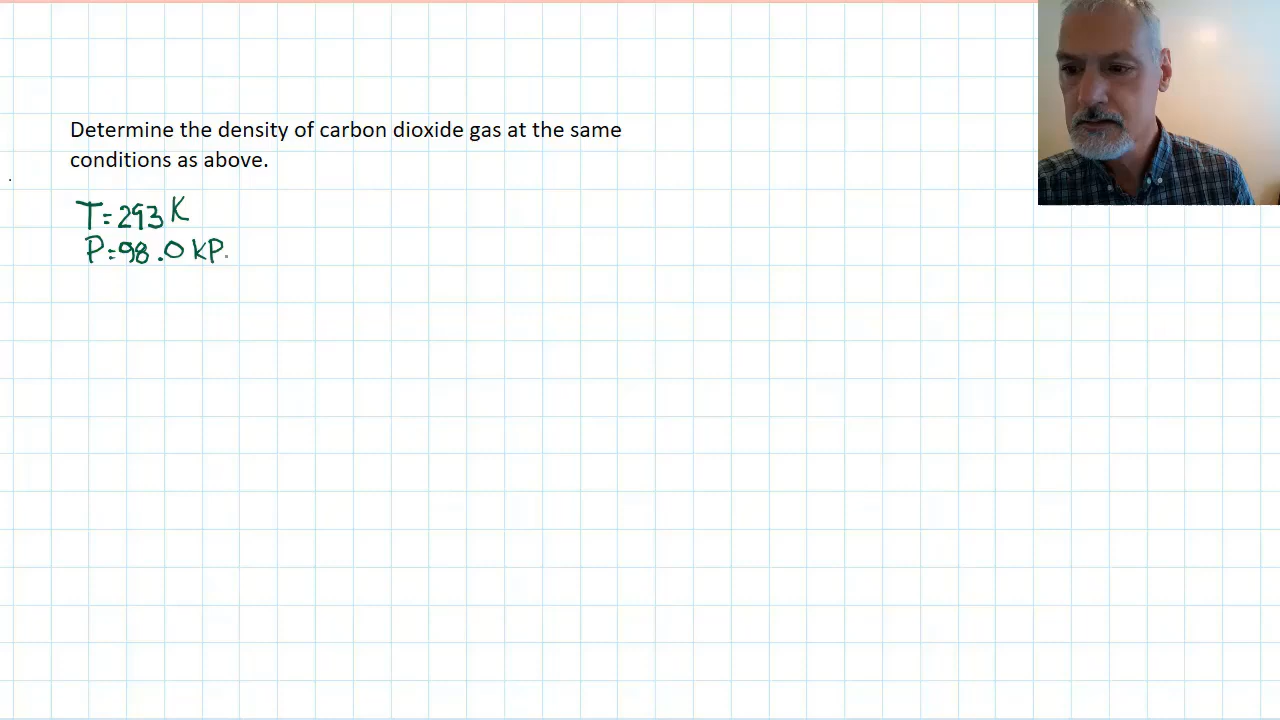 Determine the density of carbon dioxide gas at the same
conditions as above.
T=293 K
P=98.0 kP